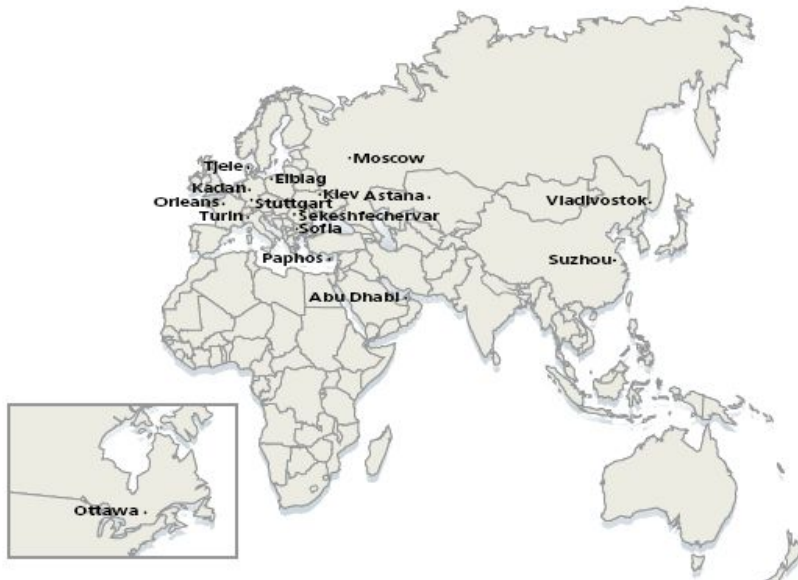 Moscow
Tjele
Elblag
Kadan
Kiev
Astana
Orleans
Stuttgart
Vladivostok
Turin
Sekeshfechervar
Sofia
Paphos
Suzhou
Abu Dhabi
Ottawa